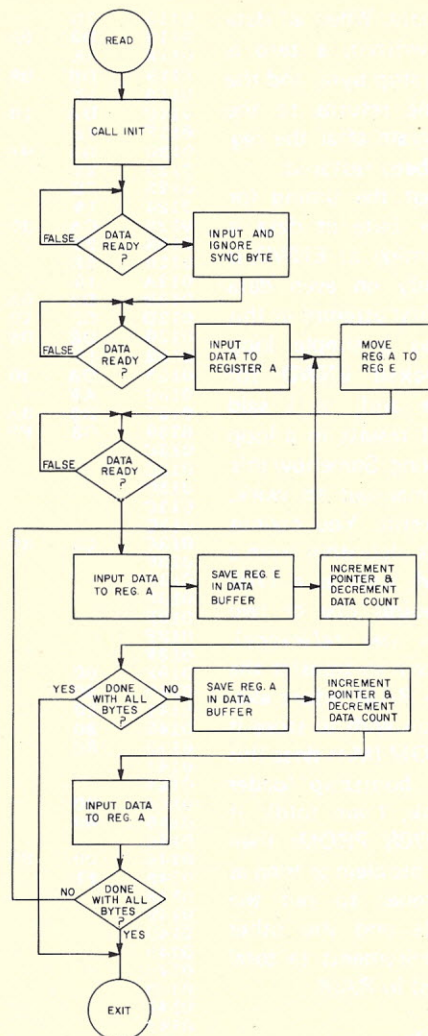 READ
CALL INIT
FALSE
DATA
READY
?
INPUT AND
IGNORE
SYNC BYTE
FALSE
DATA
READY
?
INPUT
DATA TO
REGISTER A
MOVE
REG. A TO
REG E
FALSE
DATA
READY
?
INPUT DATA
TO REG. A
SAVE REG. E
IN DATA
BUFFER
INCREMENT
POINTER &
DECREMENT
DATA COUNT
YES
DONE
WITH ALL
BYTES
?
NO
SAVE REG. A
IN DATA
BUFFER
INCREMENT
POINTER &
DECREMENT
DATA COUNT
INPUT DATA
TO REG. A
NO
DONE
WITH ALL
BYTES
?
YES
EXIT